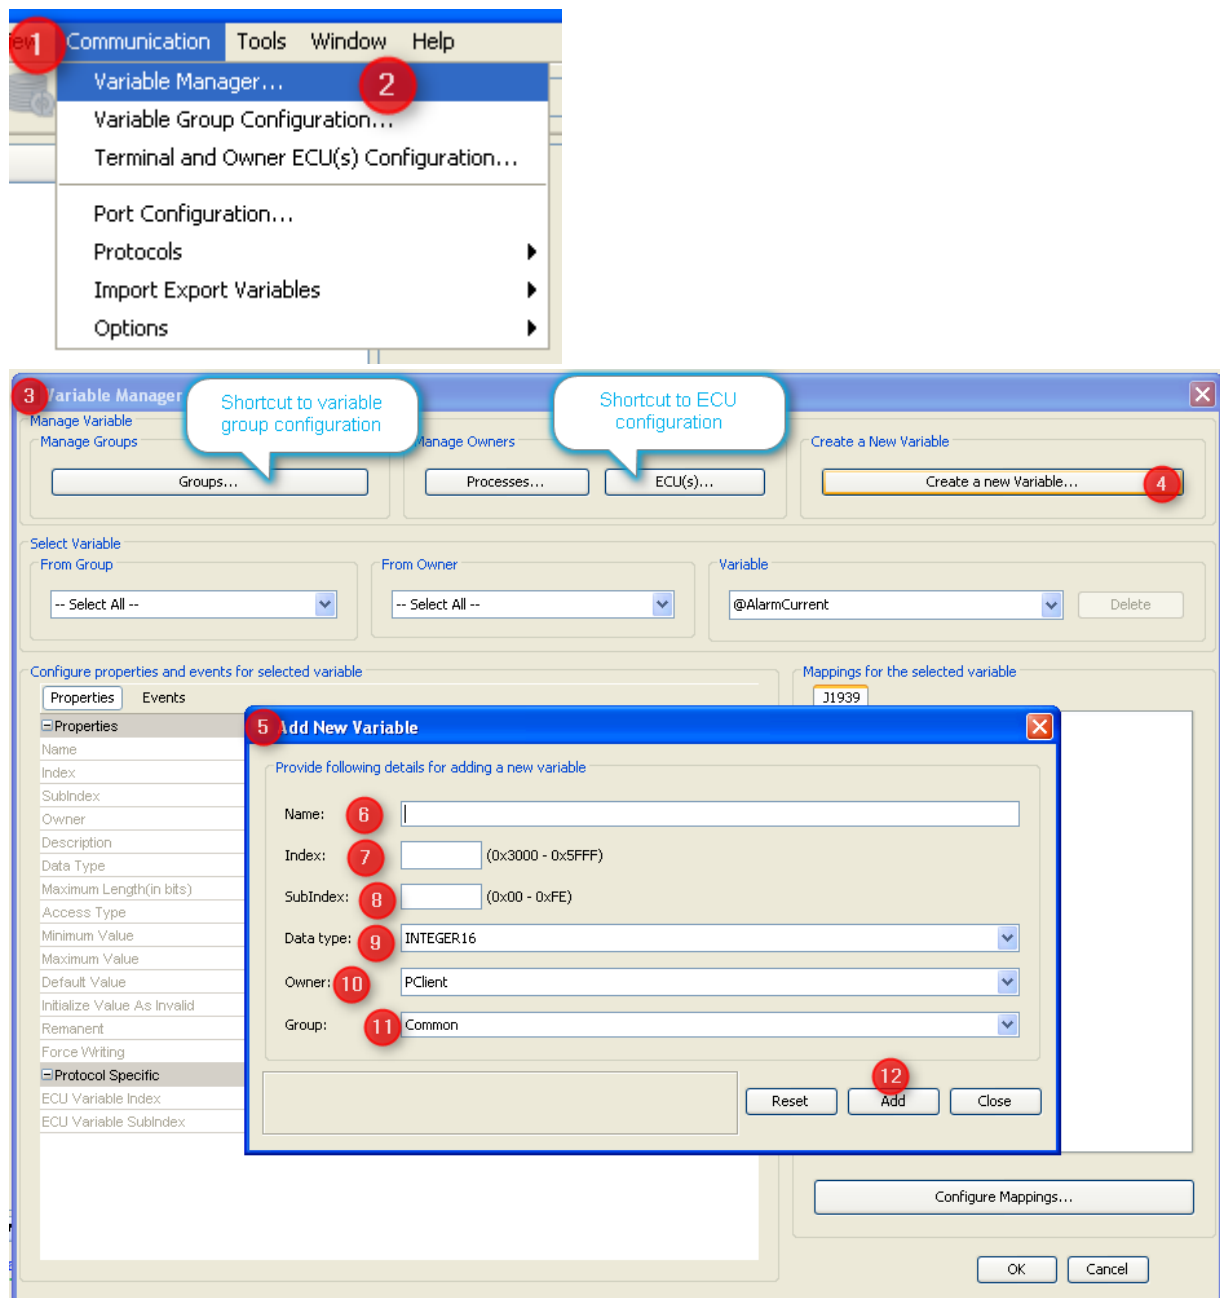 1 Communication Tools Window Help
Variable Manager... 2
Variable Group Configuration...
Terminal and Owner ECU(s) Configuration...
Port Configuration...
Protocols
Import Export Variables
Options
3 Variable Manager
Shortcut to variable
group configuration
Shortcut to ECU
configuration
Manage Variable
Manage Groups
Manage Owners
Create a New Variable
Groups...
Processes...
ECU(s)...
Create a new Variable... 4
Select Variable
From Group
From Owner
Variable
-- Select All --
-- Select All --
@AlarmCurrent
Delete
Configure properties and events for selected variable
Mappings for the selected variable
Properties Events
J1939
Properties
Name
Index
SubIndex
Owner
Description
Data Type
Maximum Length(in bits)
Access Type
Minimum Value
Maximum Value
Default Value
Initialize Value As Invalid
Remanent
Force Writing
Protocol Specific
ECU Variable Index
ECU Variable SubIndex
5 Add New Variable
Provide following details for adding a new variable
Name: 6
Index: 7 (0x3000 - 0x5FFF)
SubIndex: 8 (0x00 - 0xFE)
Data type: 9 INTEGER16
Owner: 10 PClient
Group: 11 Common
12
Reset Add Close
Configure Mappings...
OK Cancel